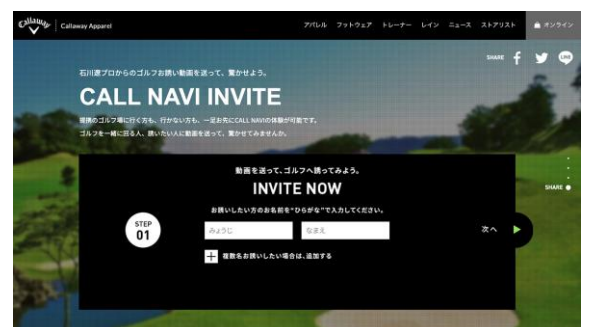 Callaway
Callaway Apparel
アパレル フットウェア トレーナー レイン ニュース ストアリスト オンライン
SHARE
LINE
石川遼プロからのゴルフお誘い動画を送って、驚かせよう。
CALL NAVI INVITE
提携のゴルフ場に行く方も、行かない方も、一足お先にCALL NAVIの体験が可能です。
ゴルフを一緒に回る人、誘いたい人に動画を送って、驚かせてみませんか。
動画を送って、ゴルフへ誘ってみよう。
INVITE NOW
お誘いしたい方のお名前を"ひらがな"で入力してください。
STEP
01
みょうじ なまえ
次へ
複数名お誘いしたい場合は、追加する
SHARE